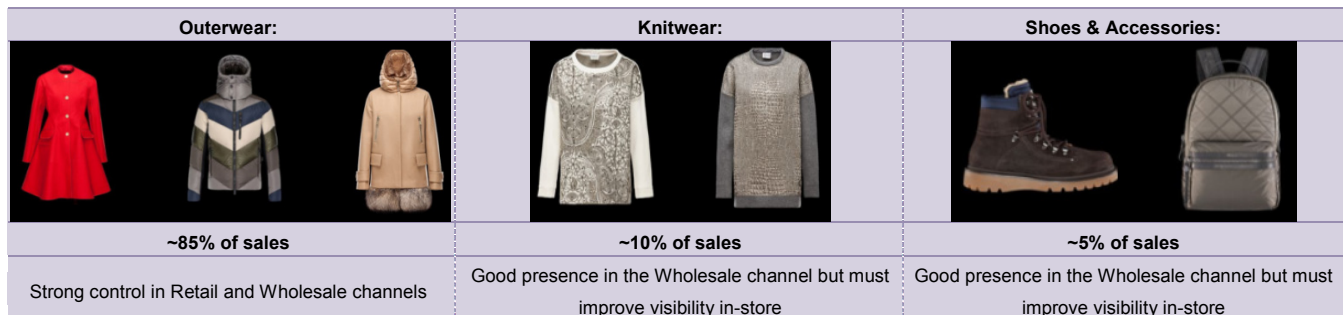 Outerwear:
Knitwear:
Shoes & Accessories:
~85% of sales
~10% of sales
~5% of sales
Strong control in Retail and Wholesale channels
Good presence in the Wholesale channel but must
improve visibility in-store
Good presence in the Wholesale channel but must
improve visibility in-store